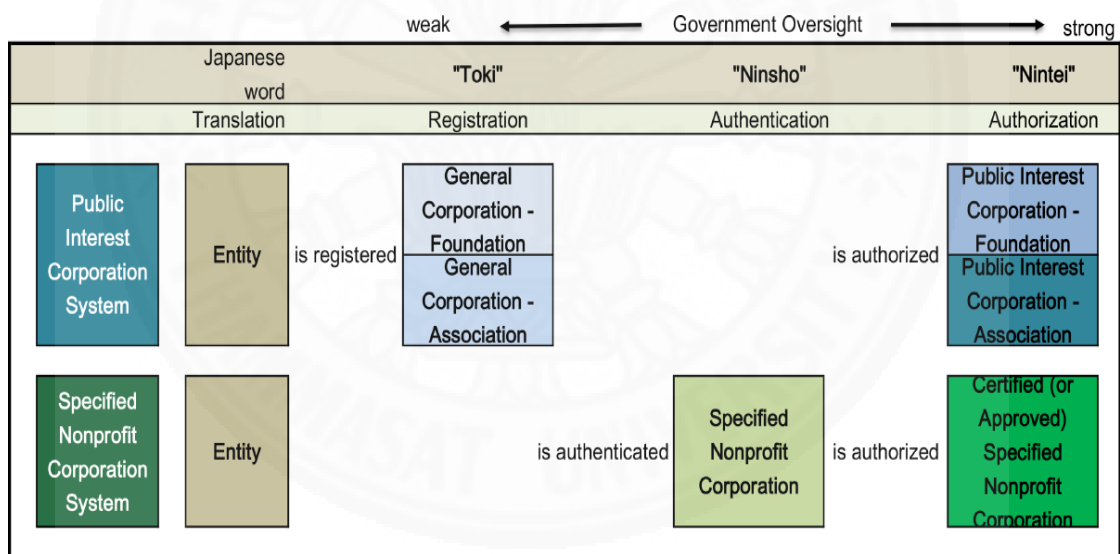 weak Government Oversight strong
Japanese word "Toki" "Ninsho" "Nintei"
Translation Registration Authentication Authorization
Public
Interest
Corporation
System
Entity
is registered
General
Corporation -
Foundation
General
Corporation -
Association
is authorized
Public Interest
Corporation -
Foundation
Public Interest
Corporation -
Association
Specified
Nonprofit
Corporation
System
Entity
is authenticated
Specified
Nonprofit
Corporation
is authorized
Certified (or
Approved)
Specified
Nonprofit
Corporation